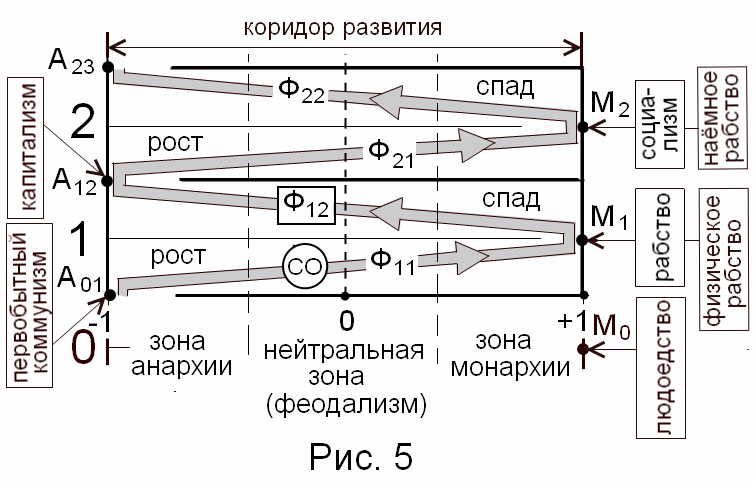 коридор развития
A23
Ф22
спад
M2
социа-
лизм
наёмное
рабство
капитализм
2
рост
Ф21
A12
Ф12
спад
M1
рабство
физическое
рабство
1
рост
СО
Ф11
A01
первобытный
коммунизм
-1
0
+1
M0
людоедство
0
зона
анархии
нейтральная
зона
(феодализм)
зона
монархии
Рис. 5